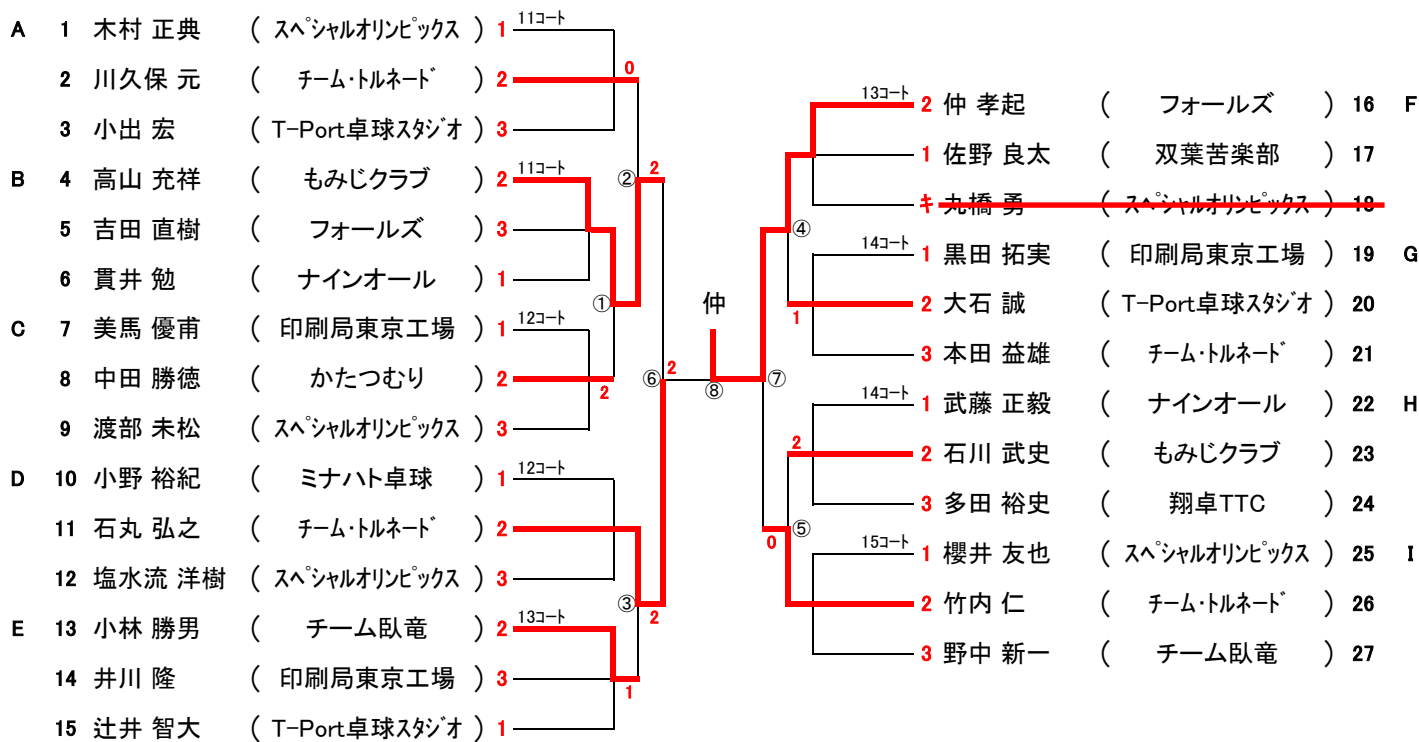 A 1 木村 正典 ( スペシャルオリンピックス ) 1 11コート
2 川久保 元 ( チーム・トルネード ) 2 0
3 小出 宏 ( T-Port卓球スタジオ ) 3
B 4 高山 充祥 ( もみじクラブ ) 2 11コート ② 2
5 吉田 直樹 ( フォールズ ) 3
6 貫井 勉 ( ナインオール ) 1 ①
C 7 美馬 優甫 ( 印刷局東京工場 ) 1 12コート
8 中田 勝徳 ( かたつむり ) 2 2 ⑥ 2
9 渡部 未松 ( スペシャルオリンピックス ) 3
D 10 小野 裕紀 ( ミナハト卓球 ) 1 12コート
11 石丸 弘之 ( チーム・トルネード ) 2
12 塩水流 洋樹 ( スペシャルオリンピックス ) 3 ③ 2
E 13 小林 勝男 ( チーム臥竜 ) 2 13コート
14 井川 隆 ( 印刷局東京工場 ) 3 1
15 辻井 智大 ( T-Port卓球スタジオ ) 1
仲
⑧ ⑦
13コート 2 仲 孝起 ( フォールズ ) 16 F
1 佐野 良太 ( 双葉苦楽部 ) 17
キ 丸橋 勇 ( スペシャルオリンピックス ) 18
④ 14コート 1 黒田 拓実 ( 印刷局東京工場 ) 19 G
1 2 大石 誠 ( T-Port卓球スタジオ ) 20
3 本田 益雄 ( チーム・トルネード ) 21
14コート 1 武藤 正毅 ( ナインオール ) 22 H
2 2 石川 武史 ( もみじクラブ ) 23
3 多田 裕史 ( 翔卓TTC ) 24
0 ⑤ 15コート 1 櫻井 友也 ( スペシャルオリンピックス ) 25 I
2 竹内 仁 ( チーム・トルネード ) 26
3 野中 新一 ( チーム臥竜 ) 27